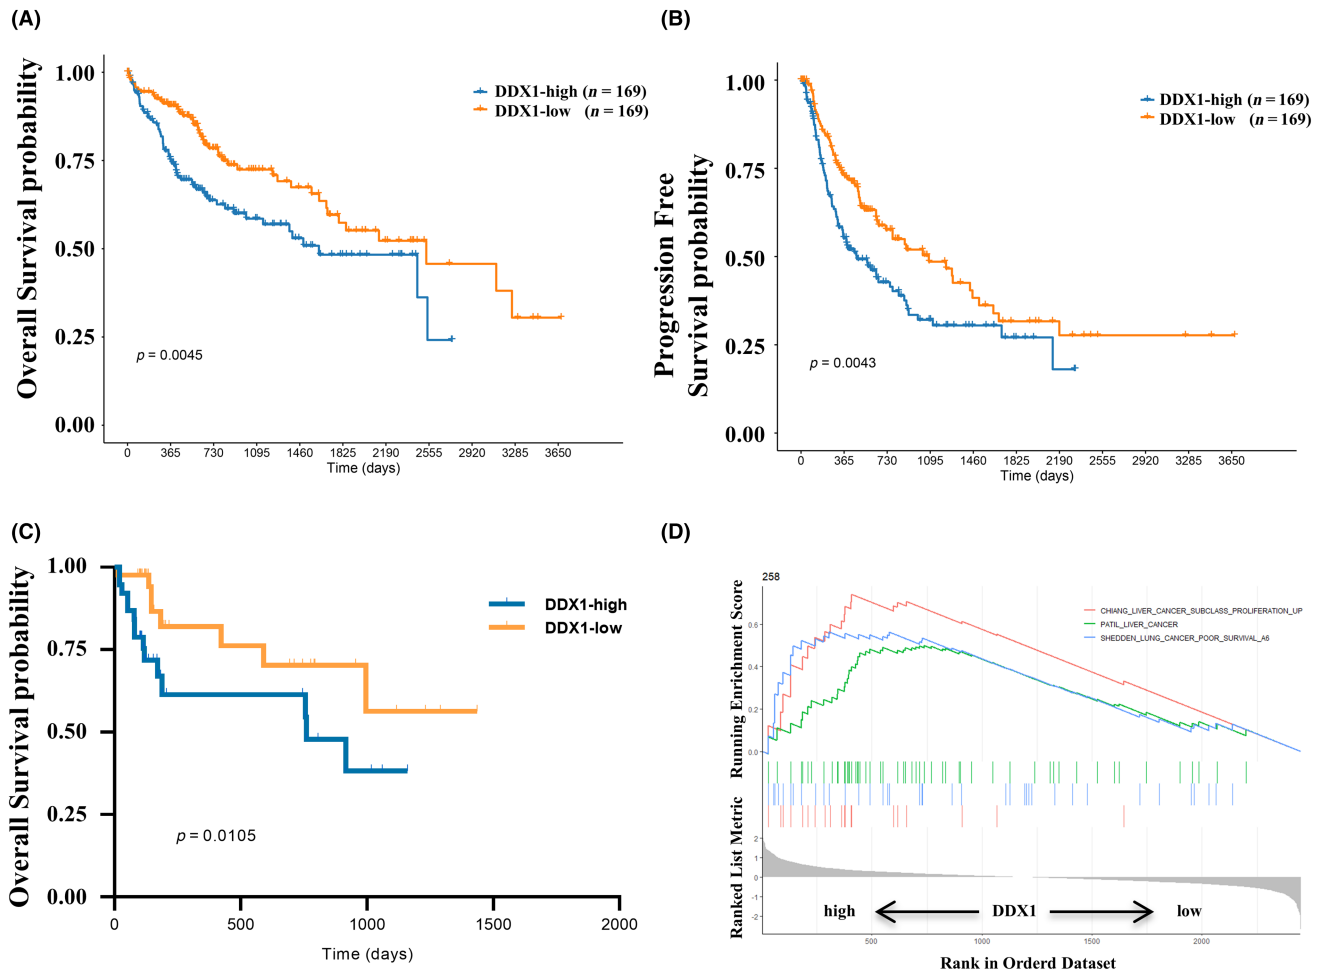 (A)
Overall Survival probability
1.00
0.75
0.50
0.25
0.00
DDX1-high (n = 169)
DDX1-low (n = 169)
p = 0.0045
0 365 730 1095 1460 1825 2190 2555 2920 3285 3650
Time (days)
(B)
Progression Free
Survival probability
1.00
0.75
0.50
0.25
0.00
DDX1-high (n = 169)
DDX1-low (n = 169)
p = 0.0043
0 365 730 1095 1460 1825 2190 2555 2920 3285 3650
Time (days)
(C)
Overall Survival probability
1.00
0.75
0.50
0.25
0.00
DDX1-high
DDX1-low
p = 0.0105
0 500 1000 1500 2000
Time (days)
(D)
258
Running Enrichment Score
0.6
0.4
0.2
0.0
CHIANG_LIVER_CANCER_SUBCLASS_PROLIFERATION_UP
PATIL_LIVER_CANCER
SHEDDEN_LUNG_CANCER_POOR_SURVIVAL_A6
Ranked List Metric
2
1
0
-1
-2
high DDX1 low
500 1000 1500 2000
Rank in Orderd Dataset